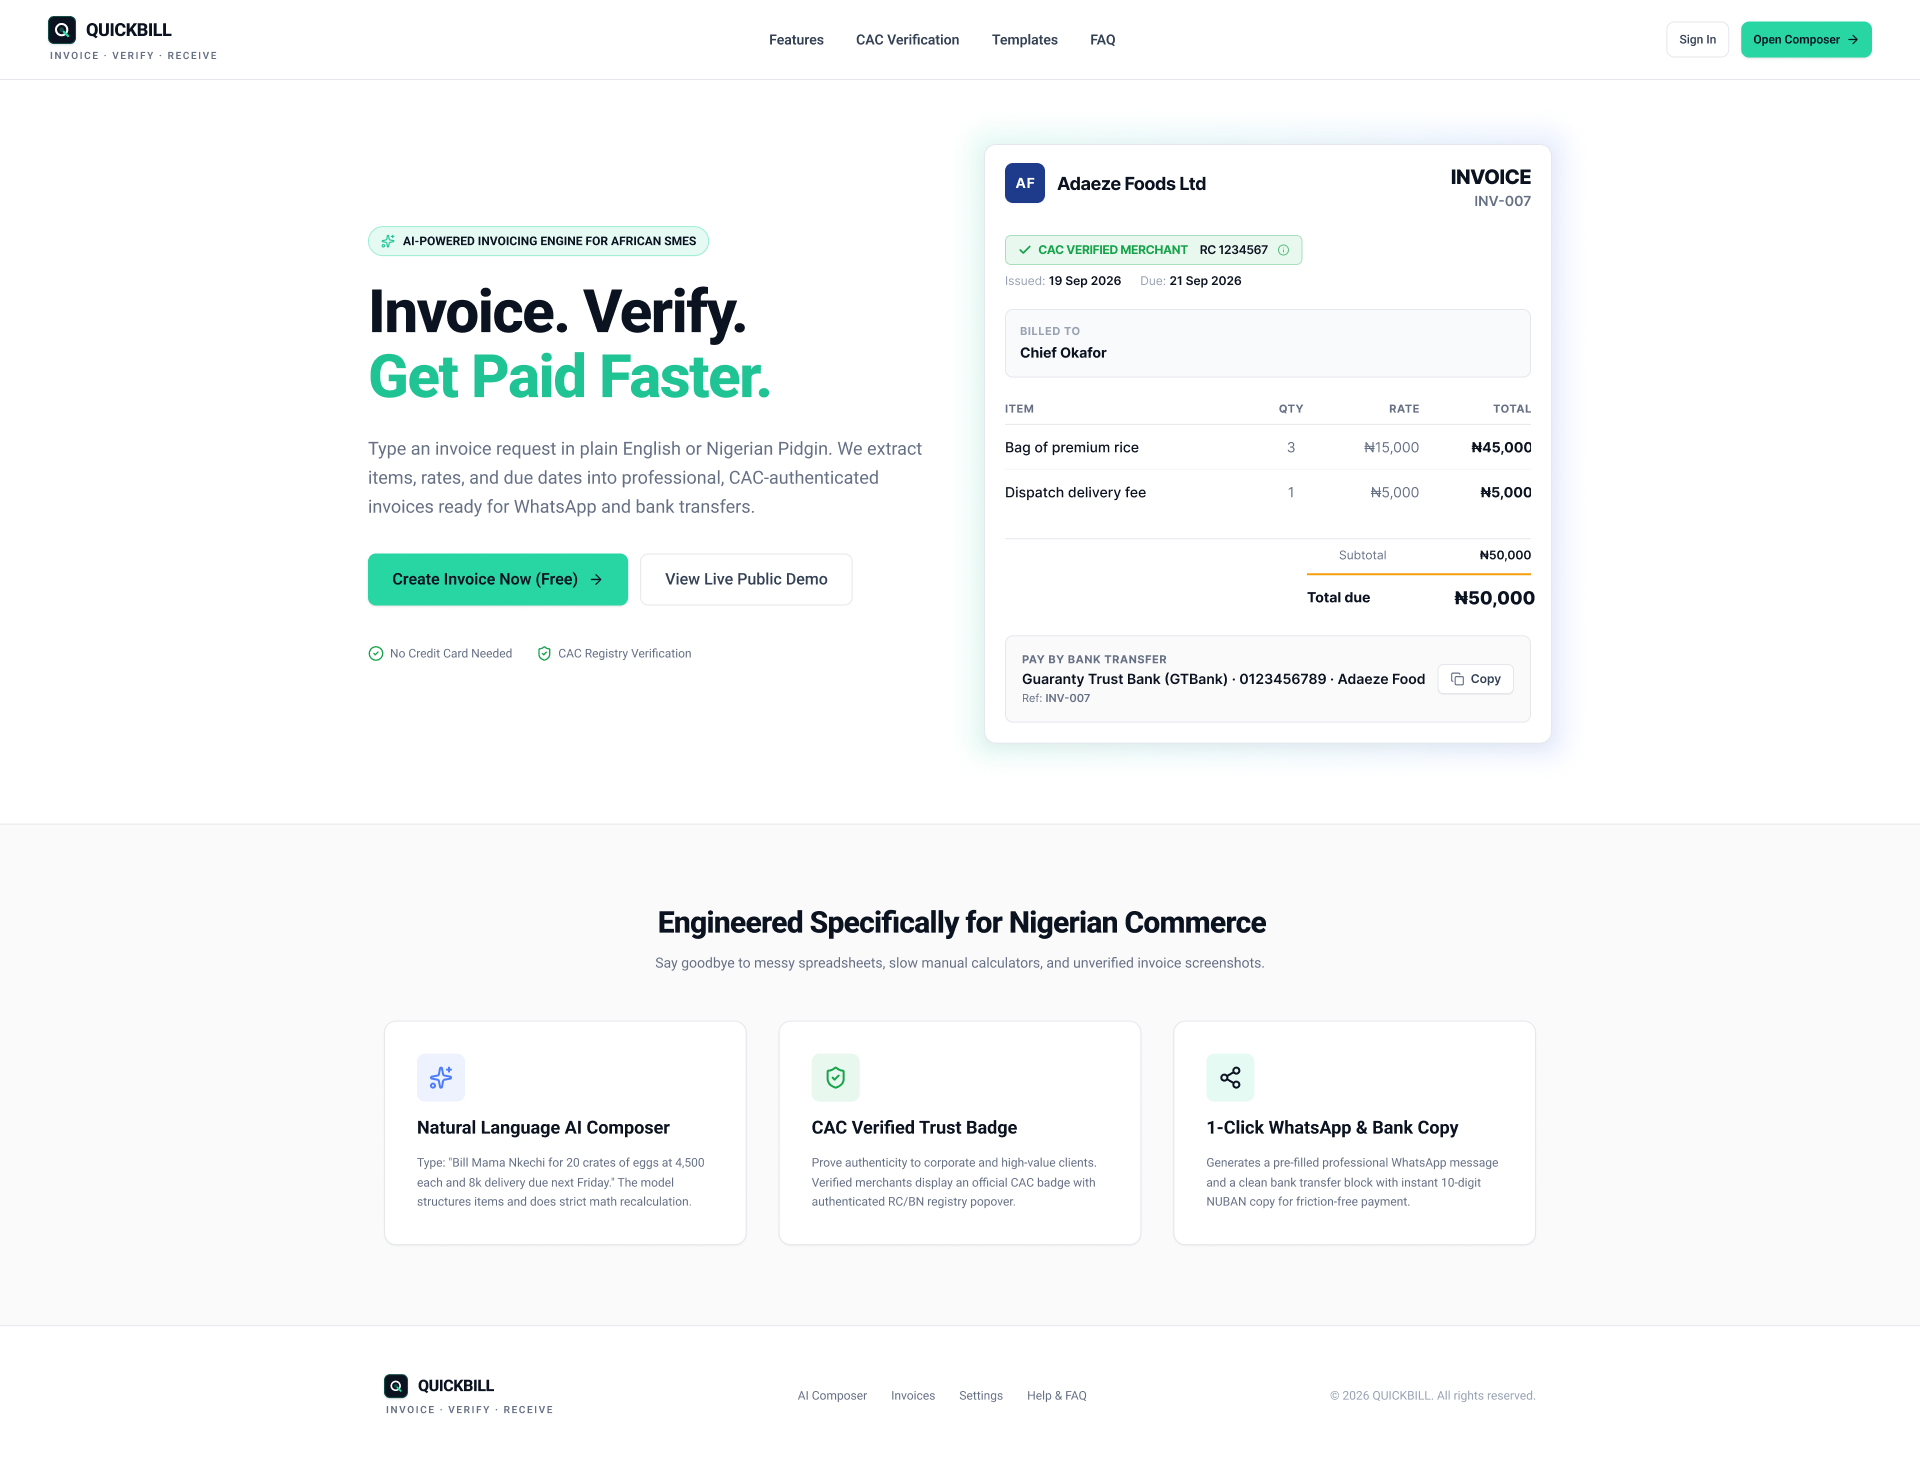 QUICKBILL
INVOICE · VERIFY · RECEIVE
Features
CAC Verification
Templates
FAQ
Sign In
Open Composer
AI-POWERED INVOICING ENGINE FOR AFRICAN SMES
Invoice. Verify.
Get Paid Faster.
Type an invoice request in plain English or Nigerian Pidgin. We extract
items, rates, and due dates into professional, CAC-authenticated
invoices ready for WhatsApp and bank transfers.
Create Invoice Now (Free)
View Live Public Demo
No Credit Card Needed
CAC Registry Verification
AF
Adaeze Foods Ltd
INVOICE
INV-007
CAC VERIFIED MERCHANT RC 1234567
Issued: 19 Sep 2026 Due: 21 Sep 2026
BILLED TO
Chief Okafor
ITEM QTY RATE TOTAL
Bag of premium rice 3 ₦15,000 ₦45,000
Dispatch delivery fee 1 ₦5,000 ₦5,000
Subtotal ₦50,000
Total due ₦50,000
PAY BY BANK TRANSFER
Guaranty Trust Bank (GTBank) · 0123456789 · Adaeze Food
Ref: INV-007
Copy
Engineered Specifically for Nigerian Commerce
Say goodbye to messy spreadsheets, slow manual calculators, and unverified invoice screenshots.
Natural Language AI Composer
Type: "Bill Mama Nkechi for 20 crates of eggs at 4,500
each and 8k delivery due next Friday." The model
structures items and does strict math recalculation.
CAC Verified Trust Badge
Prove authenticity to corporate and high-value clients.
Verified merchants display an official CAC badge with
authenticated RC/BN registry popover.
1-Click WhatsApp & Bank Copy
Generates a pre-filled professional WhatsApp message
and a clean bank transfer block with instant 10-digit
NUBAN copy for friction-free payment.
QUICKBILL
INVOICE · VERIFY · RECEIVE
AI Composer
Invoices
Settings
Help & FAQ
© 2026 QUICKBILL. All rights reserved.